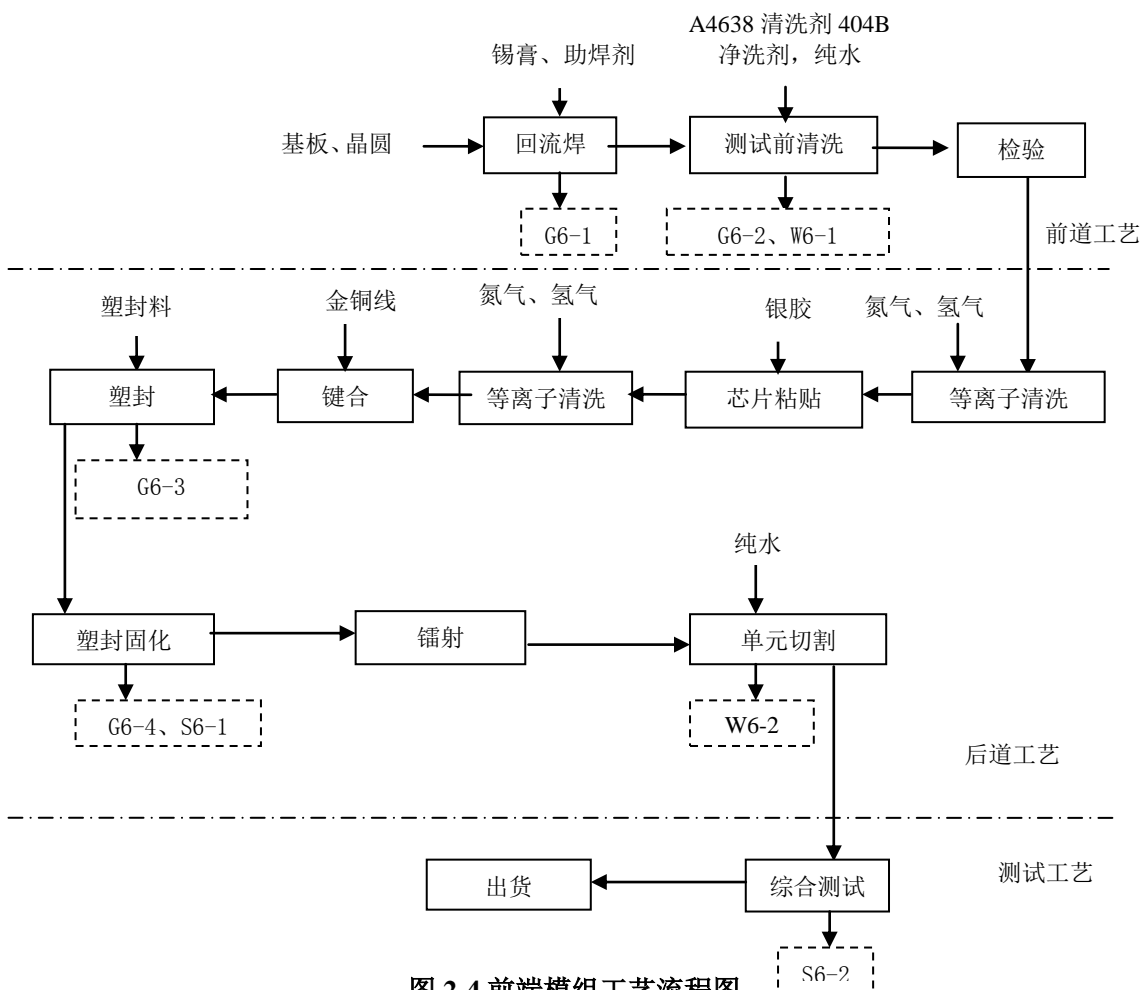 A4638 清洗剂 404B
净洗剂，纯水
锡膏、助焊剂
基板、晶圆
回流焊
测试前清洗
检验
G6-1
G6-2、W6-1
前道工艺
塑封料
金铜线
氮气、氢气
银胶
氮气、氢气
塑封
键合
等离子清洗
芯片粘贴
等离子清洗
G6-3
纯水
塑封固化
镭射
单元切割
G6-4、S6-1
W6-2
后道工艺
出货
综合测试
测试工艺
S6-2
图 2-4 前端模组工艺流程图